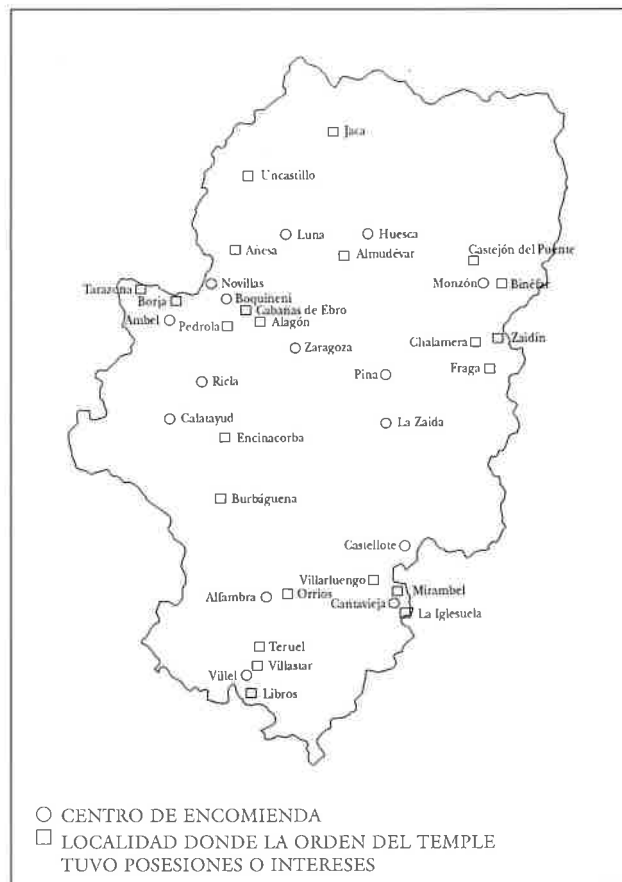 Jaca
Uncastillo
Luna
Huesca
Añesa
Almudévar
Castejón del Puente
Tarazona
Novillas
Monzón
Binéfar
Borja
Boquineni
Cabañas de Ebro
Ambel
Pedrola
Alagón
Zaragoza
Chalamera
Zaidín
Ricla
Pina
Fraga
Calatayud
La Zaida
Encinacorba
Burbáguena
Castellote
Villarluengo
Mirambel
Alfambra
Orrios
Cantavieja
La Iglesuela
Teruel
Villastar
Villel
Libros
CENTRO DE ENCOMIENDA
LOCALIDAD DONDE LA ORDEN DEL TEMPLE
TUVO POSESIONES O INTERESES